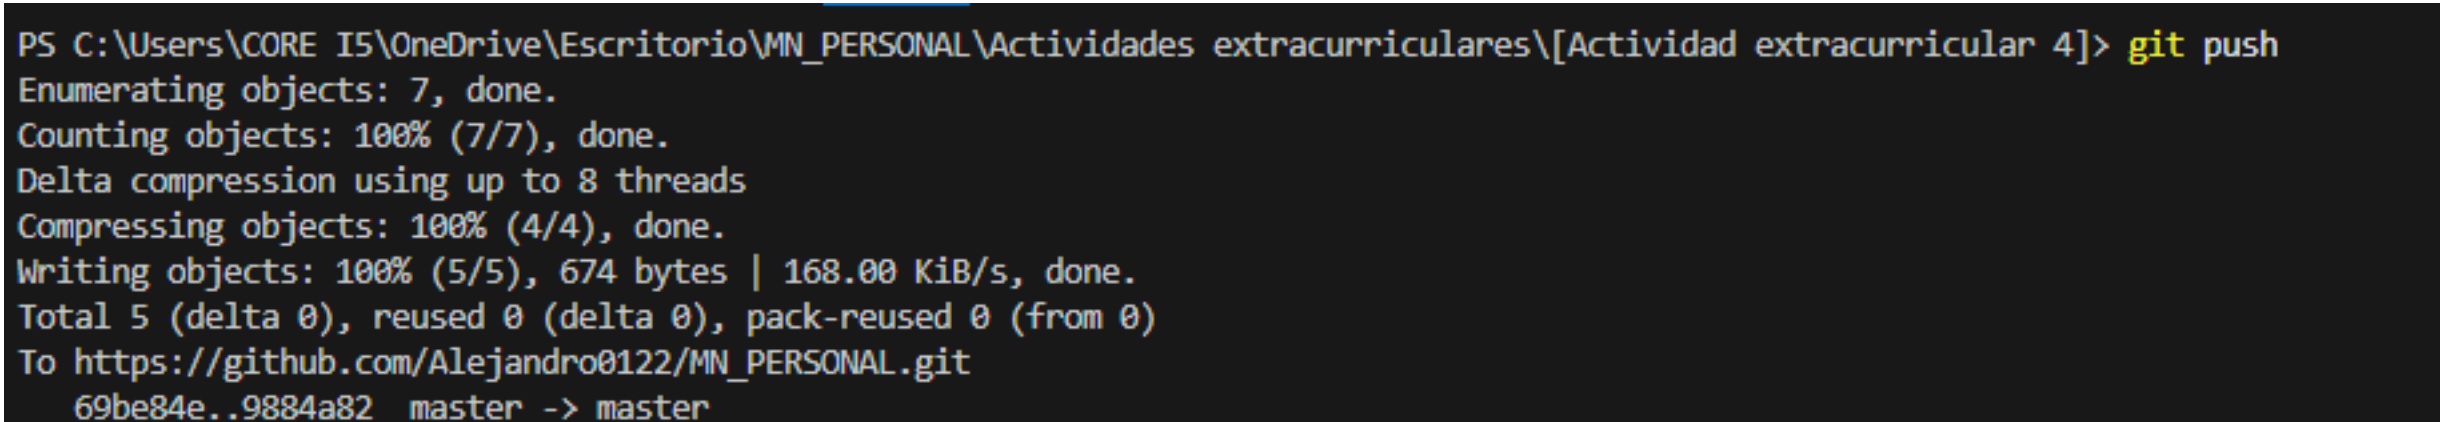 PS C:\Users\CORE I5\OneDrive\Escritorio\MN_PERSONAL\Actividades extracurriculares\[Actividad extracurricular 4]> git push
Enumerating objects: 7, done.
Counting objects: 100% (7/7), done.
Delta compression using up to 8 threads
Compressing objects: 100% (4/4), done.
Writing objects: 100% (5/5), 674 bytes | 168.00 KiB/s, done.
Total 5 (delta 0), reused 0 (delta 0), pack-reused 0 (from 0)
To https://github.com/Alejandro0122/MN_PERSONAL.git
   69be84e..9884a82  master -> master